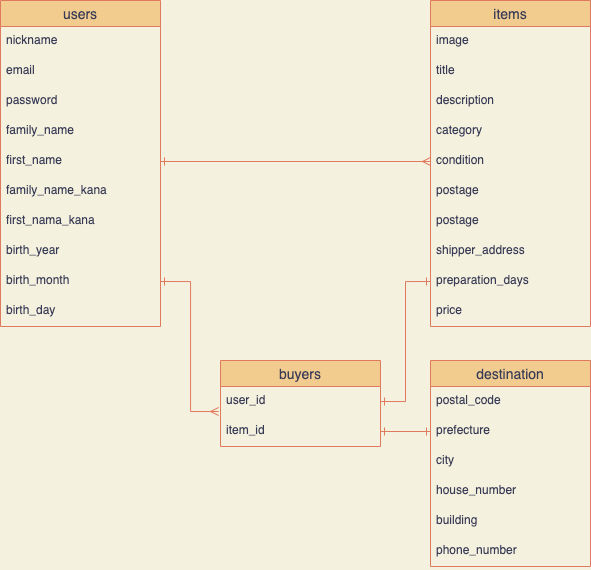 users
nickname
email
password
family_name
first_name
family_name_kana
first_nama_kana
birth_year
birth_month
birth_day
items
image
title
description
category
condition
postage
postage
shipper_address
preparation_days
price
buyers
user_id
item_id
destination
postal_code
prefecture
city
house_number
building
phone_number